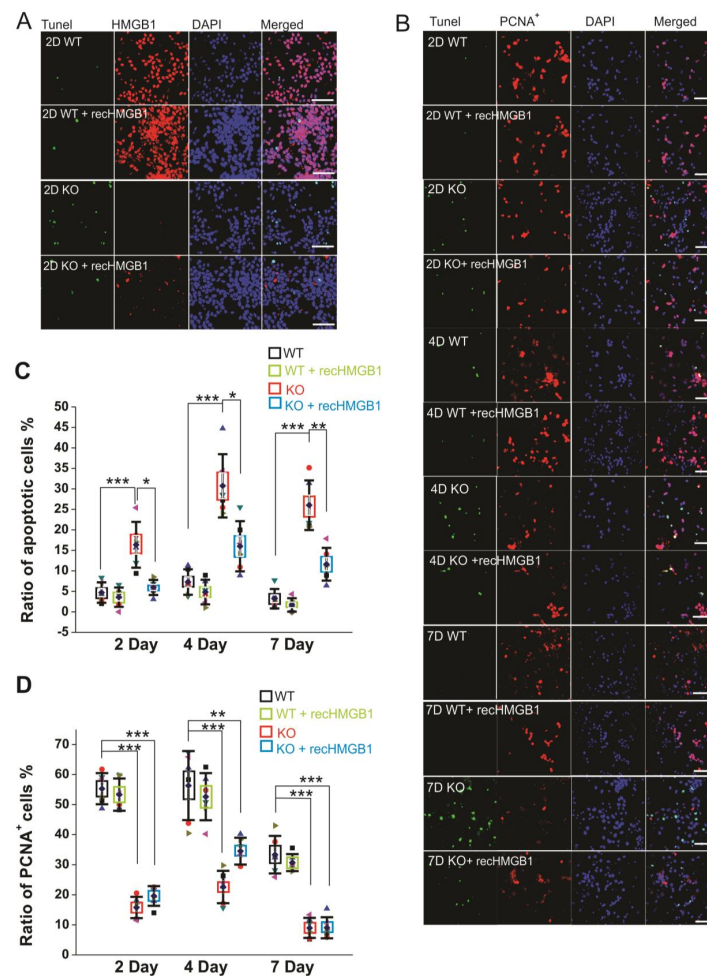 A
Tunel HMGB1 DAPI Merged
2D WT
2D WT + recHMGB1
2D KO
2D KO + recHMGB1
B
Tunel PCNA+ DAPI Merged
2D WT
2D WT + recHMGB1
2D KO
2D KO+ recHMGB1
4D WT
4D WT +recHMGB1
4D KO
4D KO +recHMGB1
7D WT
7D WT+ recHMGB1
7D KO
7D KO+ recHMGB1
C
WT
WT + recHMGB1
KO
KO + recHMGB1
Ratio of apoptotic cells %
50
45
40
35
30
25
20
15
10
5
0
-5
*** *
*** *
*** **
2 Day 4 Day 7 Day
D
WT
WT + recHMGB1
KO
KO + recHMGB1
Ratio of PCNA+ cells %
70
60
50
40
30
20
10
0
***
***
**
***
***
***
2 Day 4 Day 7 Day